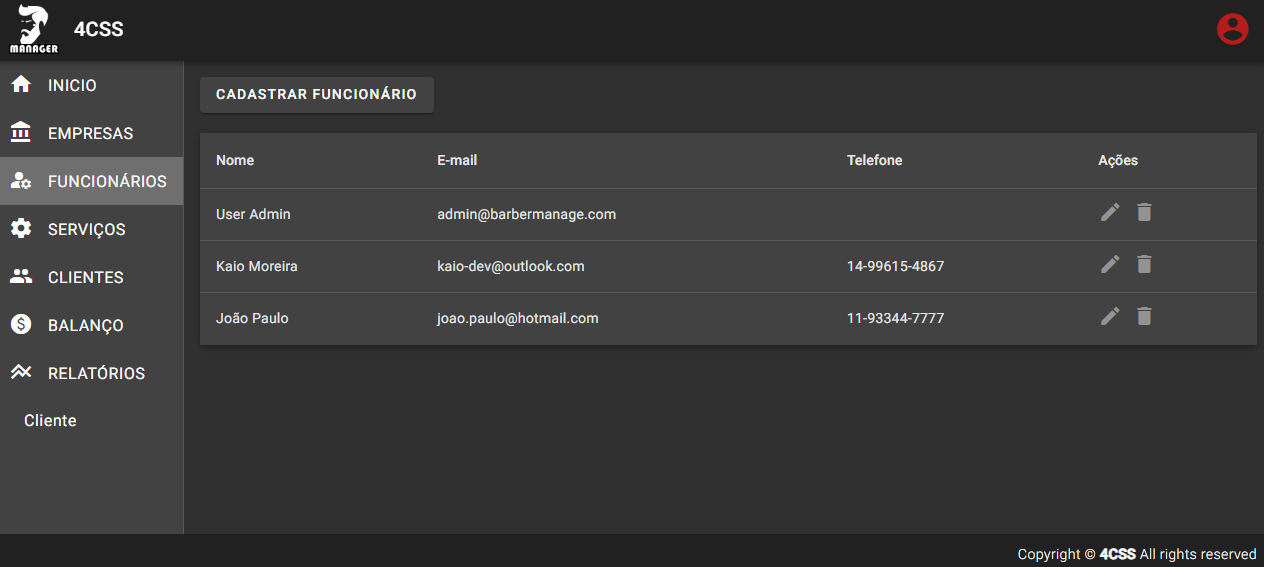 MANAGER
4CSS
INICIO
EMPRESAS
FUNCIONÁRIOS
SERVIÇOS
CLIENTES
BALANÇO
RELATÓRIOS
Cliente
CADASTRAR FUNCIONÁRIO
Nome E-mail Telefone Ações
User Admin admin@barbermanage.com
Kaio Moreira kaio-dev@outlook.com 14-99615-4867
João Paulo joao.paulo@hotmail.com 11-93344-7777
Copyright © 4CSS All rights reserved